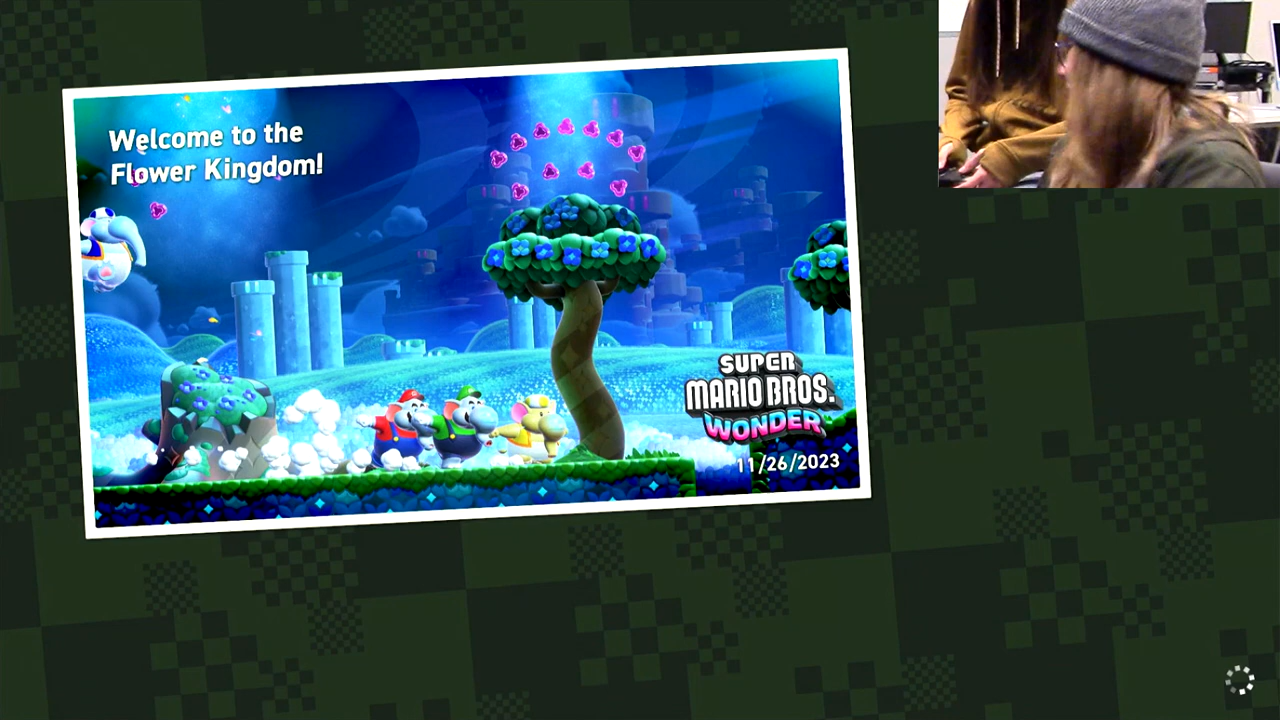 Welcome to the
Flower Kingdom!
SUPER
MARIO BROS.
WONDER
11/26/2023